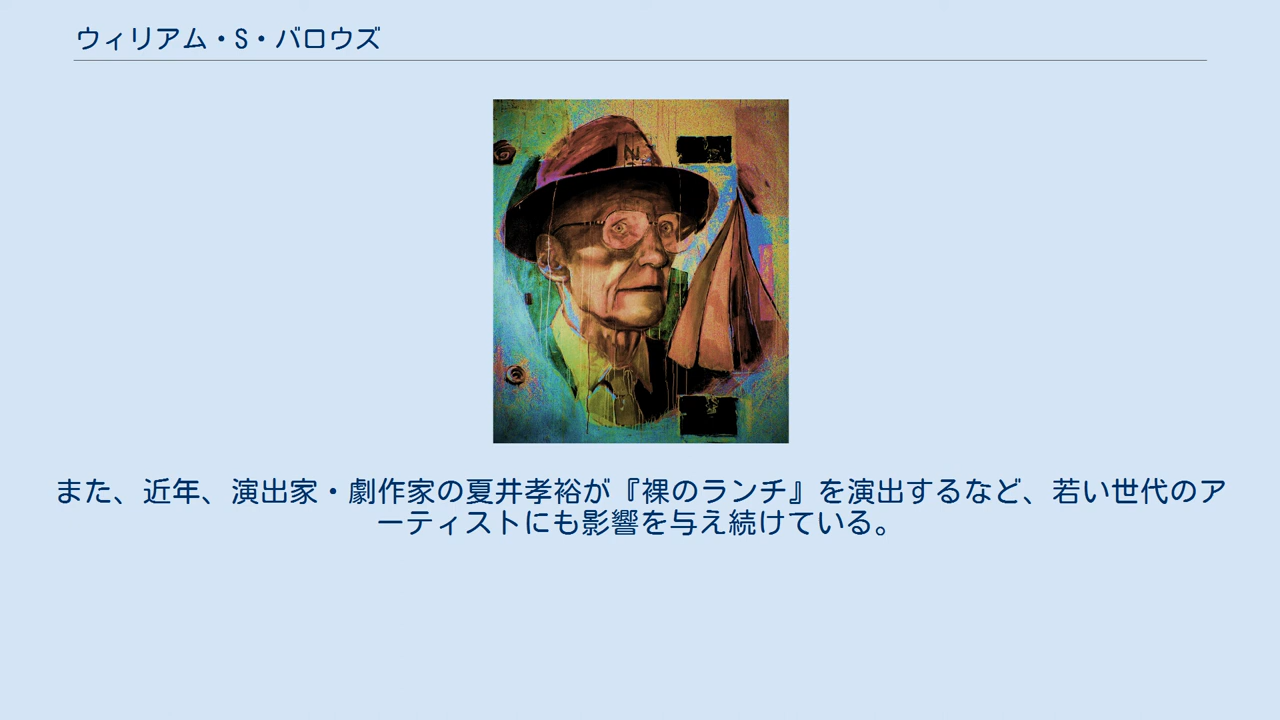 ウィリアム・S・バロウズ
また、近年、演出家・劇作家の夏井孝裕が『裸のランチ』を演出するなど、若い世代のア
ーティストにも影響を与え続けている。